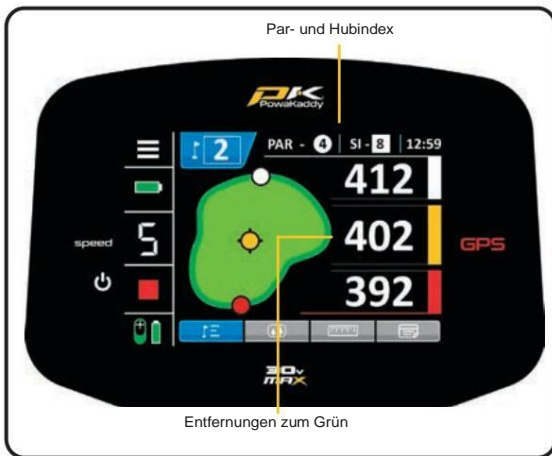 Par- und Hubindex
PK
PowaKaddy
2
PAR - 4
SI - 8
12:59
412
speed
5
402
GPS
392
30v
MAX
Entfernungen zum Grün